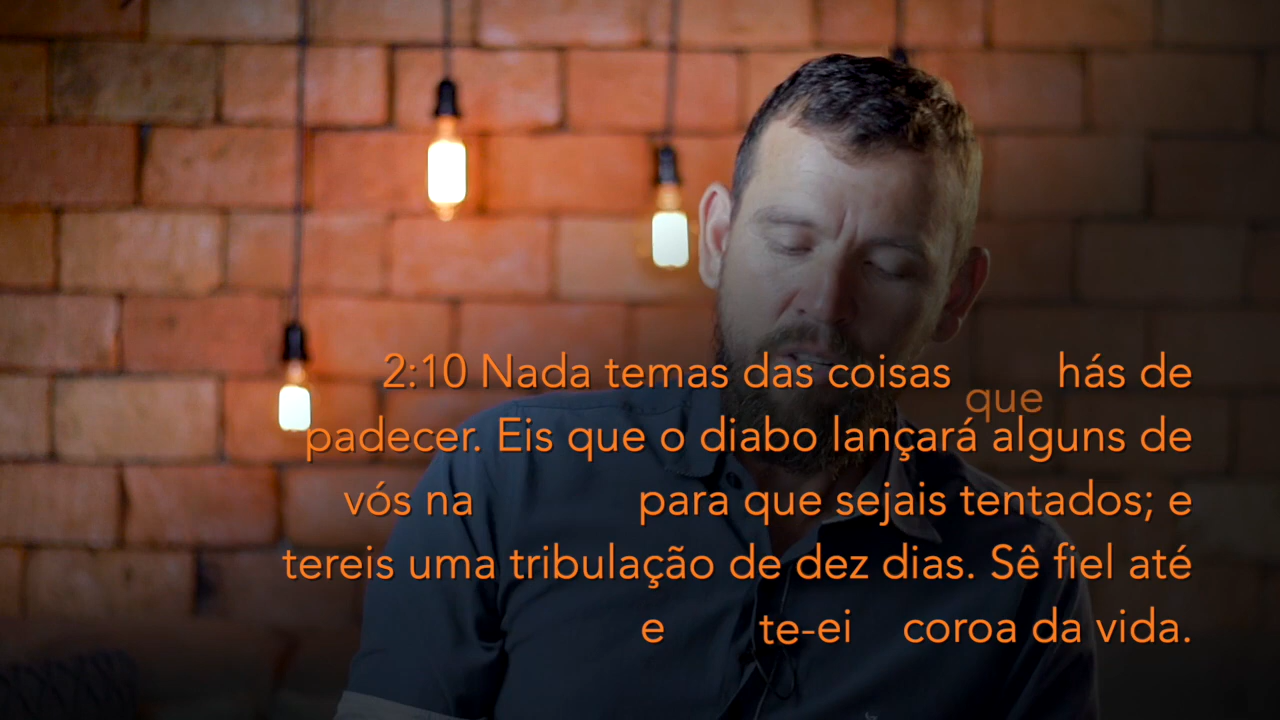 2:10 Nada temas das coisas que hás de
padecer. Eis que o diabo lançará alguns de
vós na para que sejais tentados; e
tereis uma tribulação de dez dias. Sê fiel até
e te-ei coroa da vida.